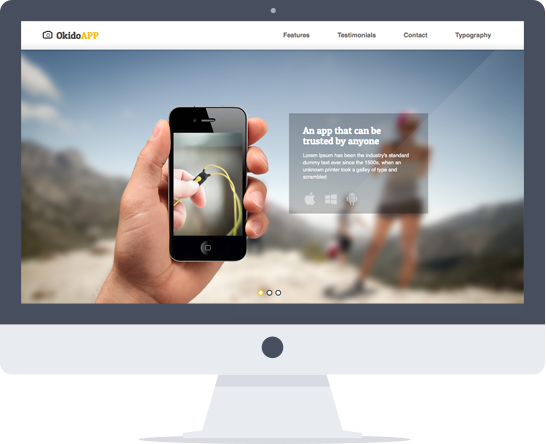 OkidoAPP
Features
Testimonials
Contact
Typography
An app that can be
trusted by anyone
Lorem Ipsum has been the industry's standard
dummy text ever since the 1500s, when an
unknown printer took a galley of type and
scrambled